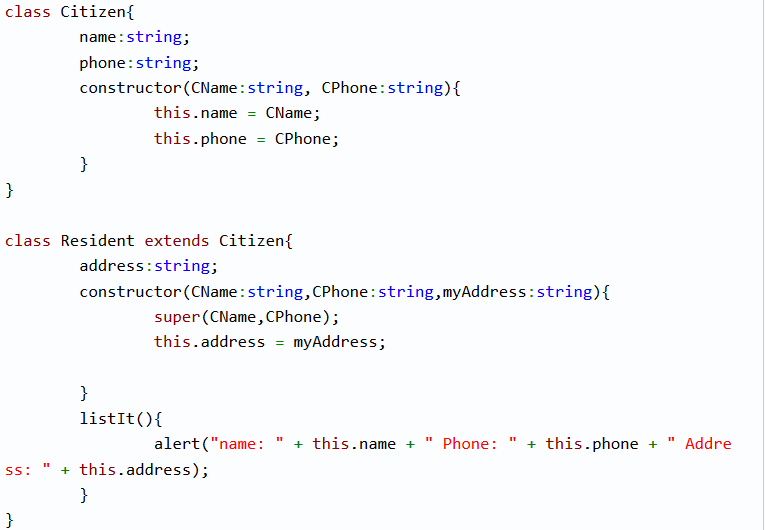 class Citizen{
        name:string;
        phone:string;
        constructor(CName:string, CPhone:string){
                this.name = CName;
                this.phone = CPhone;
        }
}

class Resident extends Citizen{
        address:string;
        constructor(CName:string,CPhone:string,myAddress:string){
                super(CName,CPhone);
                this.address = myAddress;

        }
        listIt(){
                alert("name: " + this.name + " Phone: " + this.phone + " Addre
ss: " + this.address);
        }
}